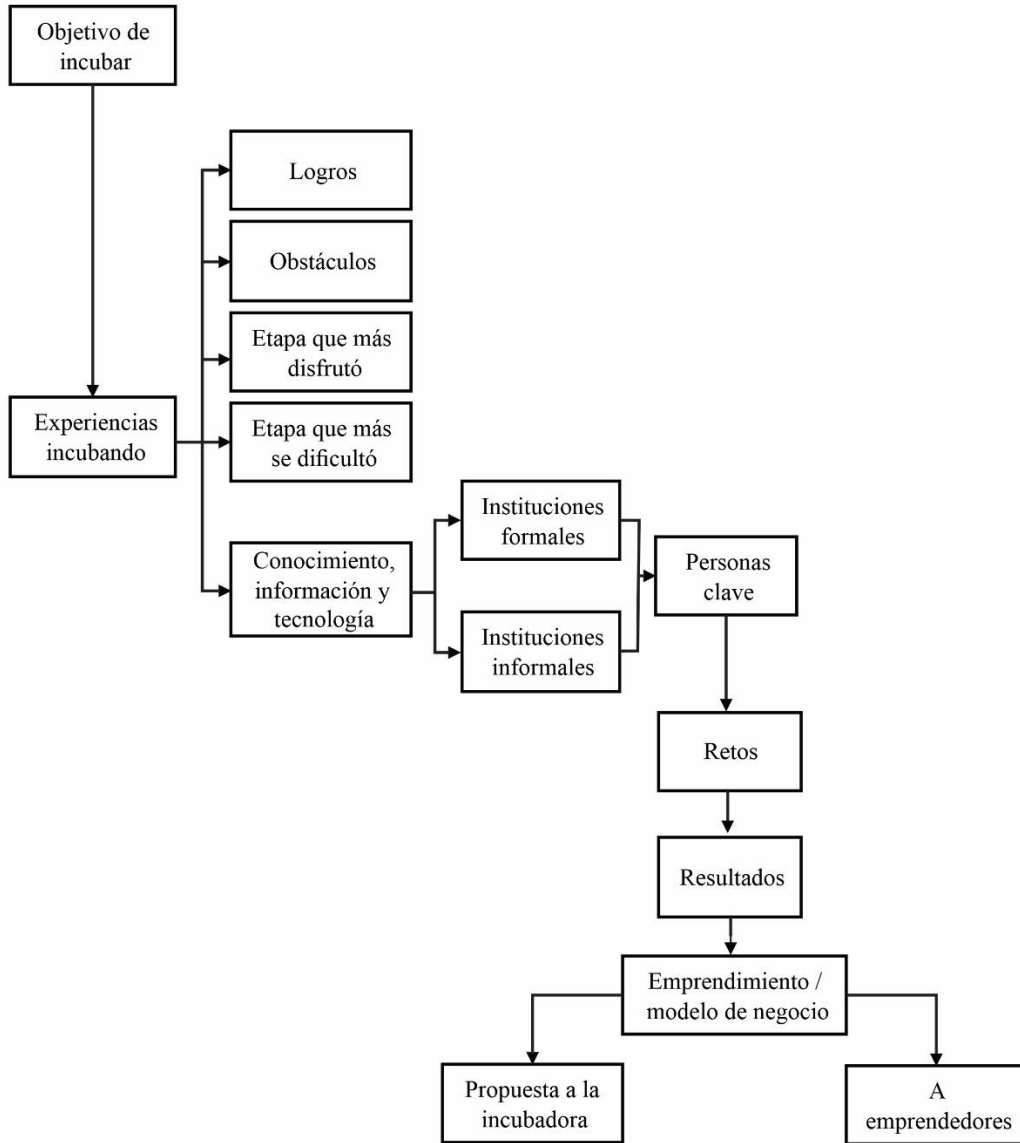 Objetivo de
incubar
Logros
Obstáculos
Etapa que más
disfrutó
Experiencias
incubando
Etapa que más
se dificultó
Conocimiento,
información y
tecnología
Instituciones
formales
Instituciones
informales
Personas
clave
Retos
Resultados
Emprendimiento /
modelo de negocio
Propuesta a la
incubadora
A
emprendedores